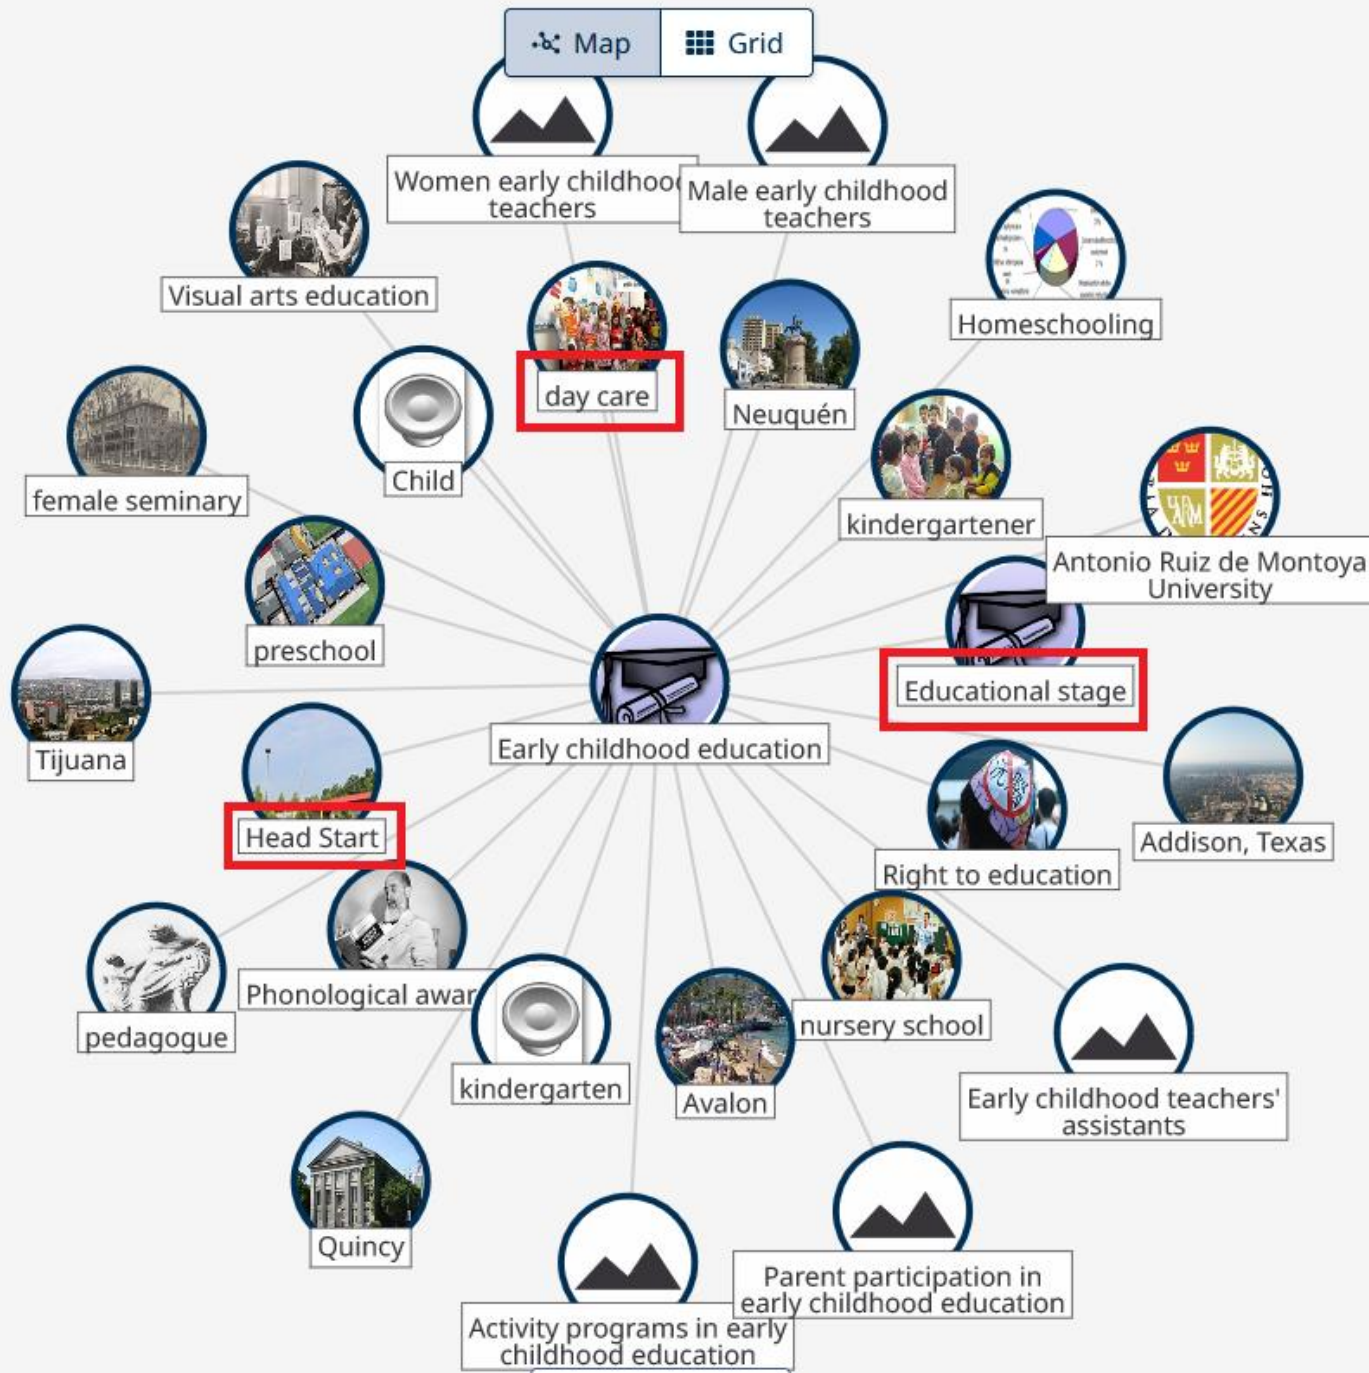 Map
Grid
Women early childhood
teachers
Male early childhood
teachers
Visual arts education
Homeschooling
day care
Neuquén
Child
female seminary
kindergartener
Antonio Ruiz de Montoya
University
preschool
Educational stage
Early childhood education
Tijuana
Head Start
Addison, Texas
Right to education
Phonological awar
pedagogue
nursery school
kindergarten
Avalon
Early childhood teachers'
assistants
Quincy
Parent participation in
early childhood education
Activity programs in early
childhood education